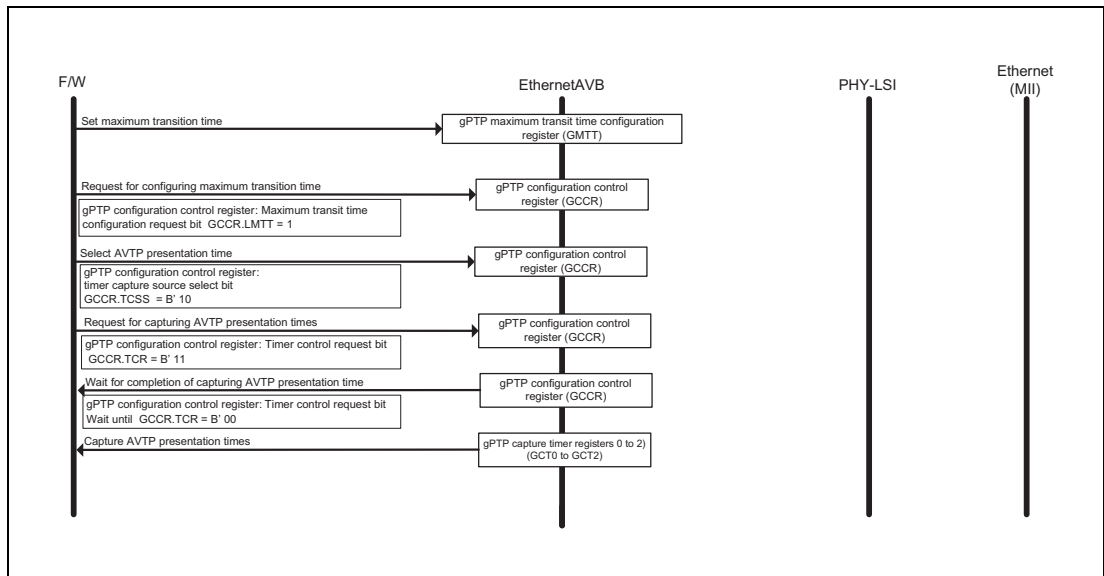 F/W
EthernetAVB
PHY-LSI
Ethernet
(MII)
Set maximum transition time
gPTP maximum transit time configuration
register (GMTT)
Request for configuring maximum transition time
gPTP configuration control
register (GCCR)
gPTP configuration control register: Maximum transit time
configuration request bit  GCCR.LMTT = 1
Select AVTP presentation time
gPTP configuration control
register (GCCR)
gPTP configuration control register:
timer capture source select bit
GCCR.TCSS  = B' 10
Request for capturing AVTP presentation times
gPTP configuration control
register (GCCR)
gPTP configuration control register: Timer control request bit
GCCR.TCR = B' 11
Wait for completion of capturing AVTP presentation time
gPTP configuration control
register (GCCR)
gPTP configuration control register: Timer control request bit
Wait until  GCCR.TCR = B' 00
Capture AVTP presentation times
gPTP capture timer registers 0 to 2)
(GCT0 to GCT2)